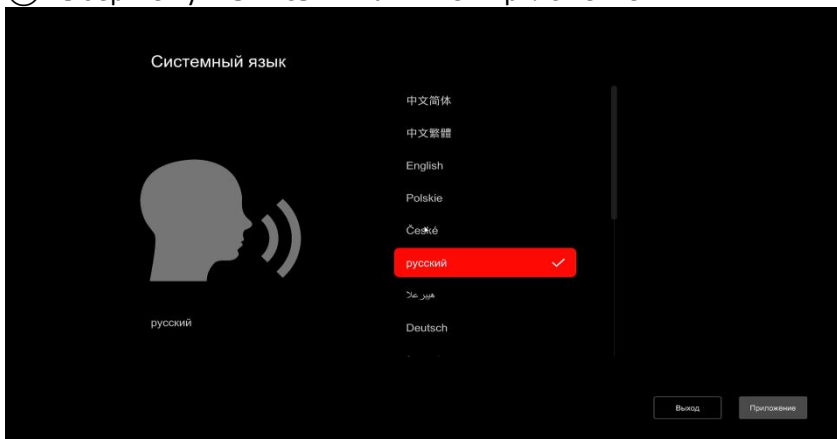 Системный язык
中文简体
中文繁體
English
Polskie
České
русский
русский
Deutsch
Выход
Приложение